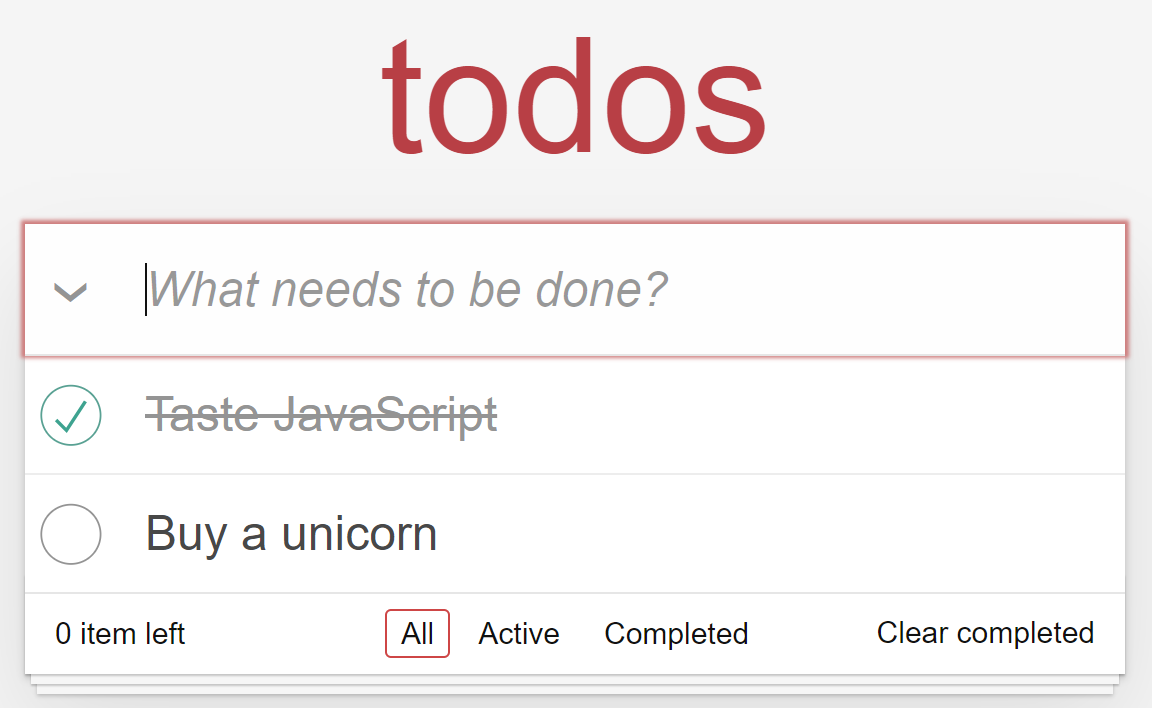 todos
What needs to be done?
Taste JavaScript
Buy a unicorn
0 item left All Active Completed Clear completed